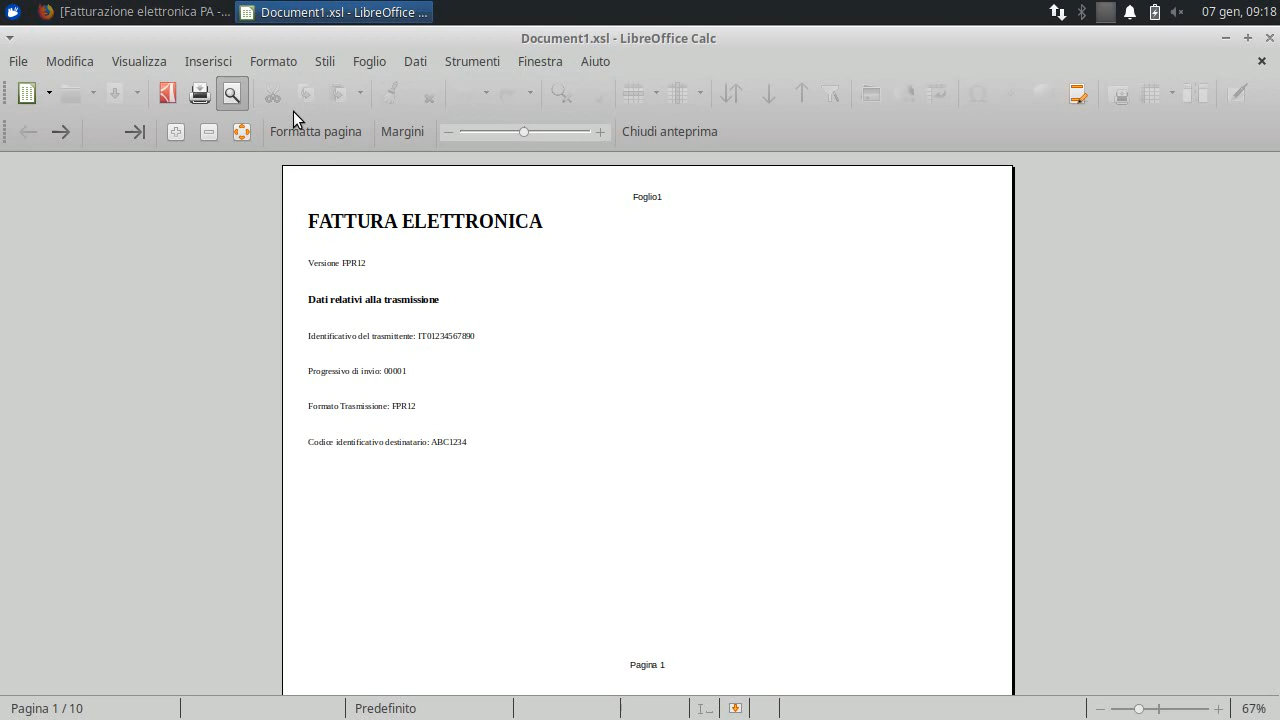 [Fatturazione elettronica PA -... Document1.xsl - LibreOffice ... 07 gen, 09:18
Document1.xsl - LibreOffice Calc
File Modifica Visualizza Inserisci Formato Stili Foglio Dati Strumenti Finestra Aiuto
Formatta pagina Margini Chiudi anteprima
Foglio1
FATTURA ELETTRONICA
Versione FPR12
Dati relativi alla trasmissione
Identificativo del trasmittente: IT01234567890
Progressivo di invio: 00001
Formato Trasmissione: FPR12
Codice identificativo destinatario: ABC1234
Pagina 1
Pagina 1 / 10 Predefinito 67%